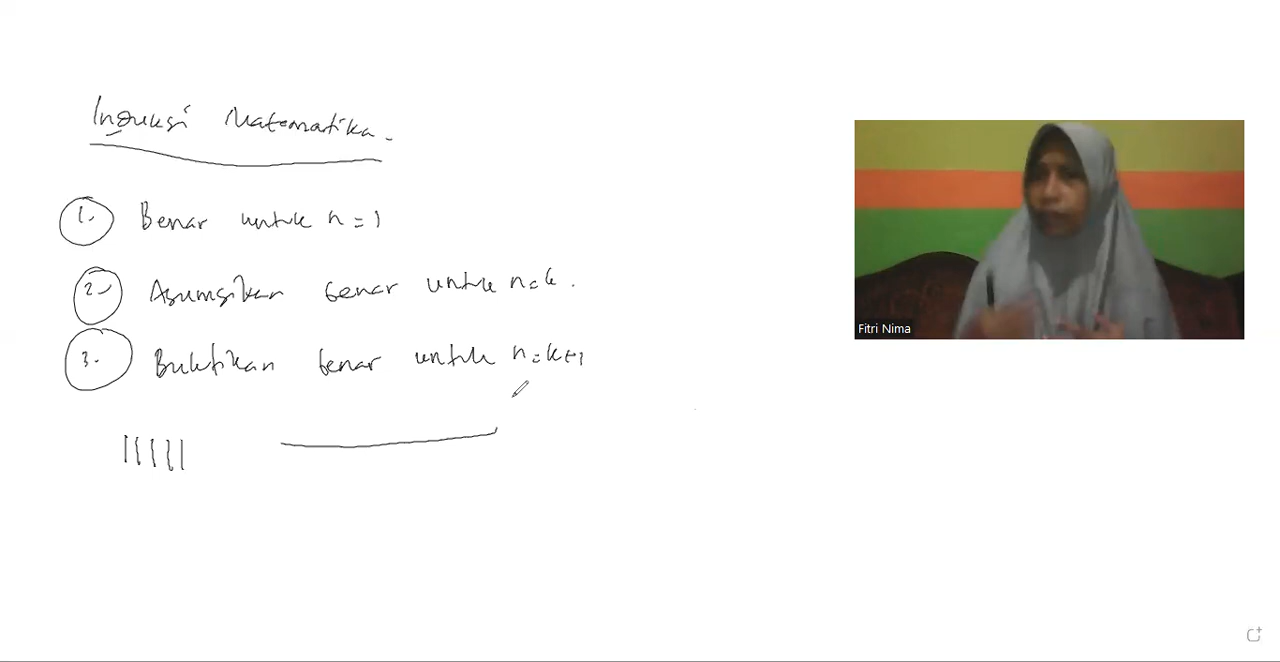 Induksi Matematika.
1. Benar untuk n = 1
2. Asumsikan benar untuk n = k.
3. Buktikan benar untuk n = k+1
Fitri Nima